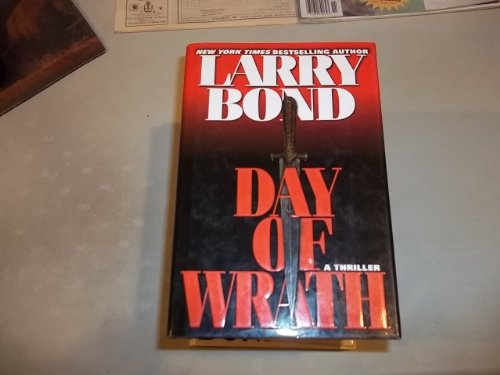 NEW YORK TIMES BESTSELLING AUTHOR
LARRY
BOND
DAY
OF
A THRILLER
WRATH